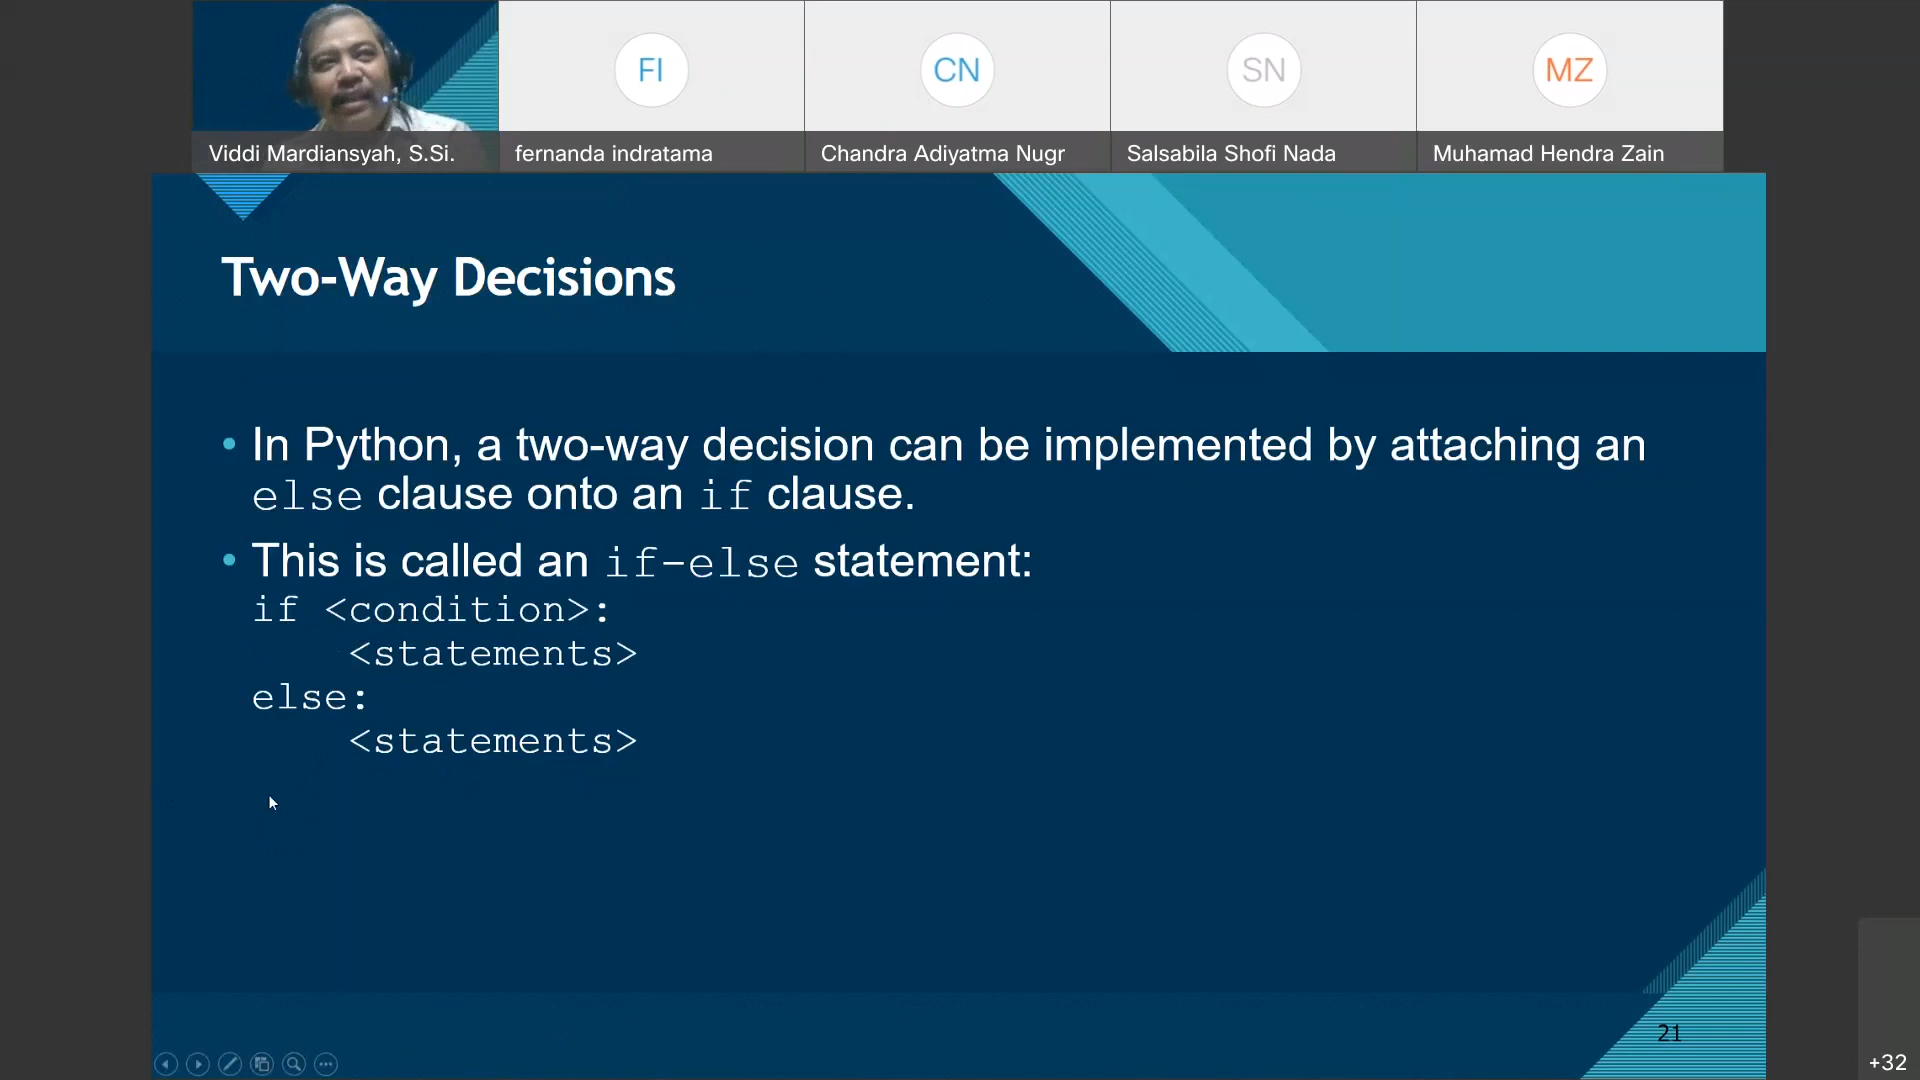 FI
CN
SN
MZ
Viddi Mardiansyah, S.Si.
fernanda indratama
Chandra Adiyatma Nugr
Salsabila Shofi Nada
Muhamad Hendra Zain
Two-Way Decisions
• In Python, a two-way decision can be implemented by attaching an
else clause onto an if clause.
• This is called an if-else statement:
if <condition>:
    <statements>
else:
    <statements>
21
+32